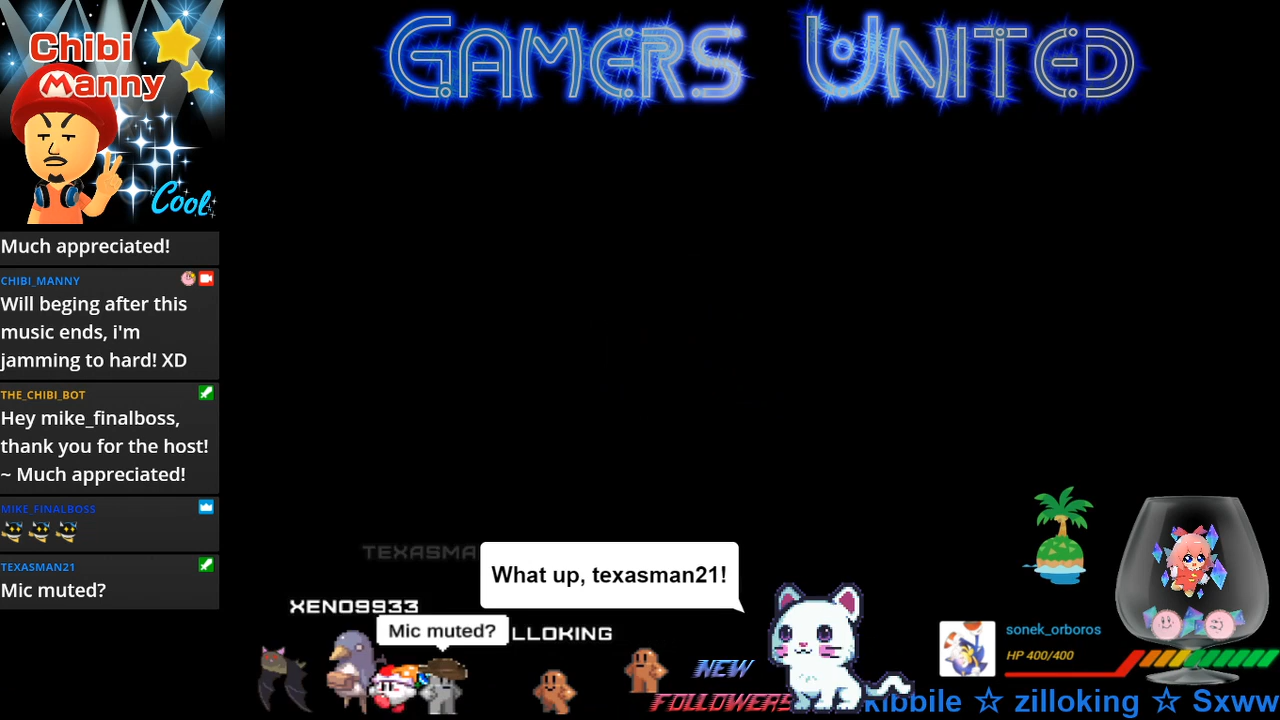 Chibi
Manny
Cool
GAMERS UNITED
Much appreciated!
CHIBI_MANNY
Will beging after this
music ends, i'm
jamming to hard! XD
THE_CHIBI_BOT
Hey mike_finalboss,
thank you for the host!
~ Much appreciated!
MIKE_FINALBOSS
TEXASMAN21
Mic muted?
TEXASMA
What up, texasman21!
XENO9933
Mic muted?
LLOKING
NEW
FOLLOWERS
sonek_orboros
HP 400/400
kibbile ☆ zilloking ☆ Sxww